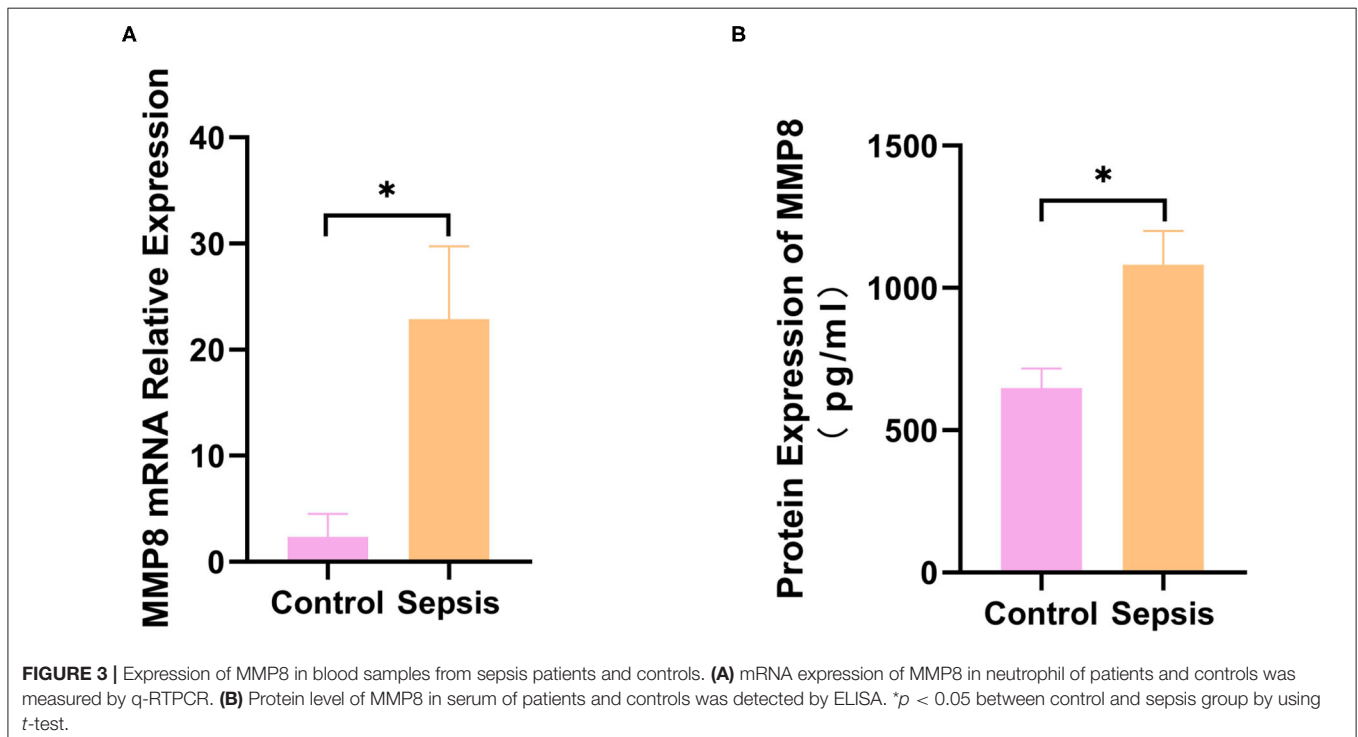 A
MMP8 mRNA Relative Expression
40
30
20
10
0
*
Control Sepsis
B
Protein Expression of MMP8
（pg/ml）
1500
1000
500
0
*
Control Sepsis
FIGURE 3 | Expression of MMP8 in blood samples from sepsis patients and controls. (A) mRNA expression of MMP8 in neutrophil of patients and controls was
measured by q-RTPCR. (B) Protein level of MMP8 in serum of patients and controls was detected by ELISA. *p < 0.05 between control and sepsis group by using
t-test.